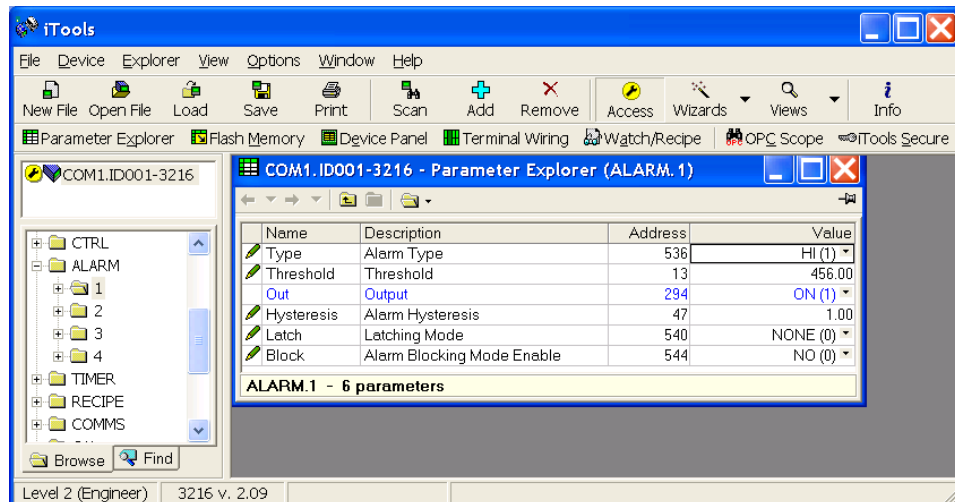 iTools
File Device Explorer View Options Window Help
New File Open File Load Save Print Scan Add Remove Access Wizards Views Info
Parameter Explorer Flash Memory Device Panel Terminal Wiring Watch/Recipe OPC Scope iTools Secure
COM1.ID001-3216
CTRL
ALARM
1
2
3
4
TIMER
RECIPE
COMMS
Browse Find
COM1.ID001-3216 - Parameter Explorer (ALARM.1)
Name Description Address Value
Type Alarm Type 536 HI (1)
Threshold Threshold 13 456.00
Out Output 294 ON (1)
Hysteresis Alarm Hysteresis 47 1.00
Latch Latching Mode 540 NONE (0)
Block Alarm Blocking Mode Enable 544 NO (0)
ALARM.1 - 6 parameters
Level 2 (Engineer) 3216 v. 2.09